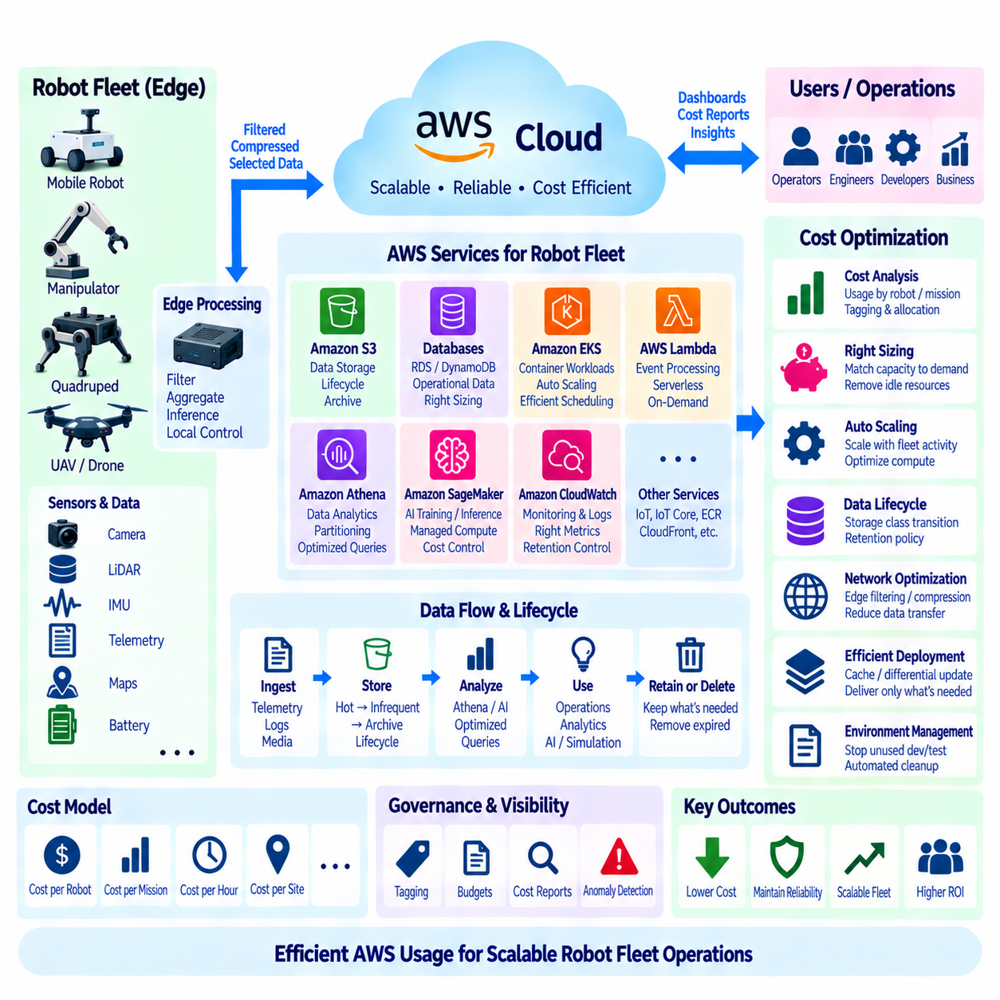 Robot Fleet (Edge)
Mobile Robot
Manipulator
Quadruped
UAV / Drone
Sensors & Data
Camera
LiDAR
IMU
Telemetry
Maps
Battery
...
Edge Processing
Filter
Aggregate
Inference
Local Control
Filtered
Compressed
Selected Data
aws Cloud
Scalable • Reliable • Cost Efficient
Dashboards
Cost Reports
Insights
Users / Operations
Operators
Engineers
Developers
Business
AWS Services for Robot Fleet
Amazon S3
Data Storage
Lifecycle
Archive
Databases
RDS / DynamoDB
Operational Data
Right Sizing
K
Amazon EKS
Container Workloads
Auto Scaling
Efficient Scheduling
AWS Lambda
Event Processing
Serverless
On-Demand
Amazon Athena
Data Analytics
Partitioning
Optimized Queries
Amazon SageMaker
AI Training / Inference
Managed Compute
Cost Control
Amazon CloudWatch
Monitoring & Logs
Right Metrics
Retention Control
...
Other Services
IoT, IoT Core, ECR
CloudFront, etc.
Data Flow & Lifecycle
Ingest
Telemetry
Logs
Media
Store
Hot → Infrequent
→ Archive
Lifecycle
Analyze
Athena / AI
Optimized
Queries
Use
Operations
Analytics
AI / Simulation
Retain or Delete
Keep what's needed
Remove expired
Cost Optimization
Cost Analysis
Usage by robot / mission
Tagging & allocation
Right Sizing
Match capacity to demand
Remove idle resources
Auto Scaling
Scale with fleet activity
Optimize compute
Data Lifecycle
Storage class transition
Retention policy
Network Optimization
Edge filtering / compression
Reduce data transfer
Efficient Deployment
Cache / differential update
Deliver only what's needed
Environment Management
Stop unused dev/test
Automated cleanup
Cost Model
$
Cost per Robot
Cost per Mission
Cost per Hour
Cost per Site
...
Governance & Visibility
Tagging
Budgets
Cost Reports
Anomaly Detection
Key Outcomes
Lower Cost
Maintain Reliability
Scalable Fleet
Higher ROI
Efficient AWS Usage for Scalable Robot Fleet Operations